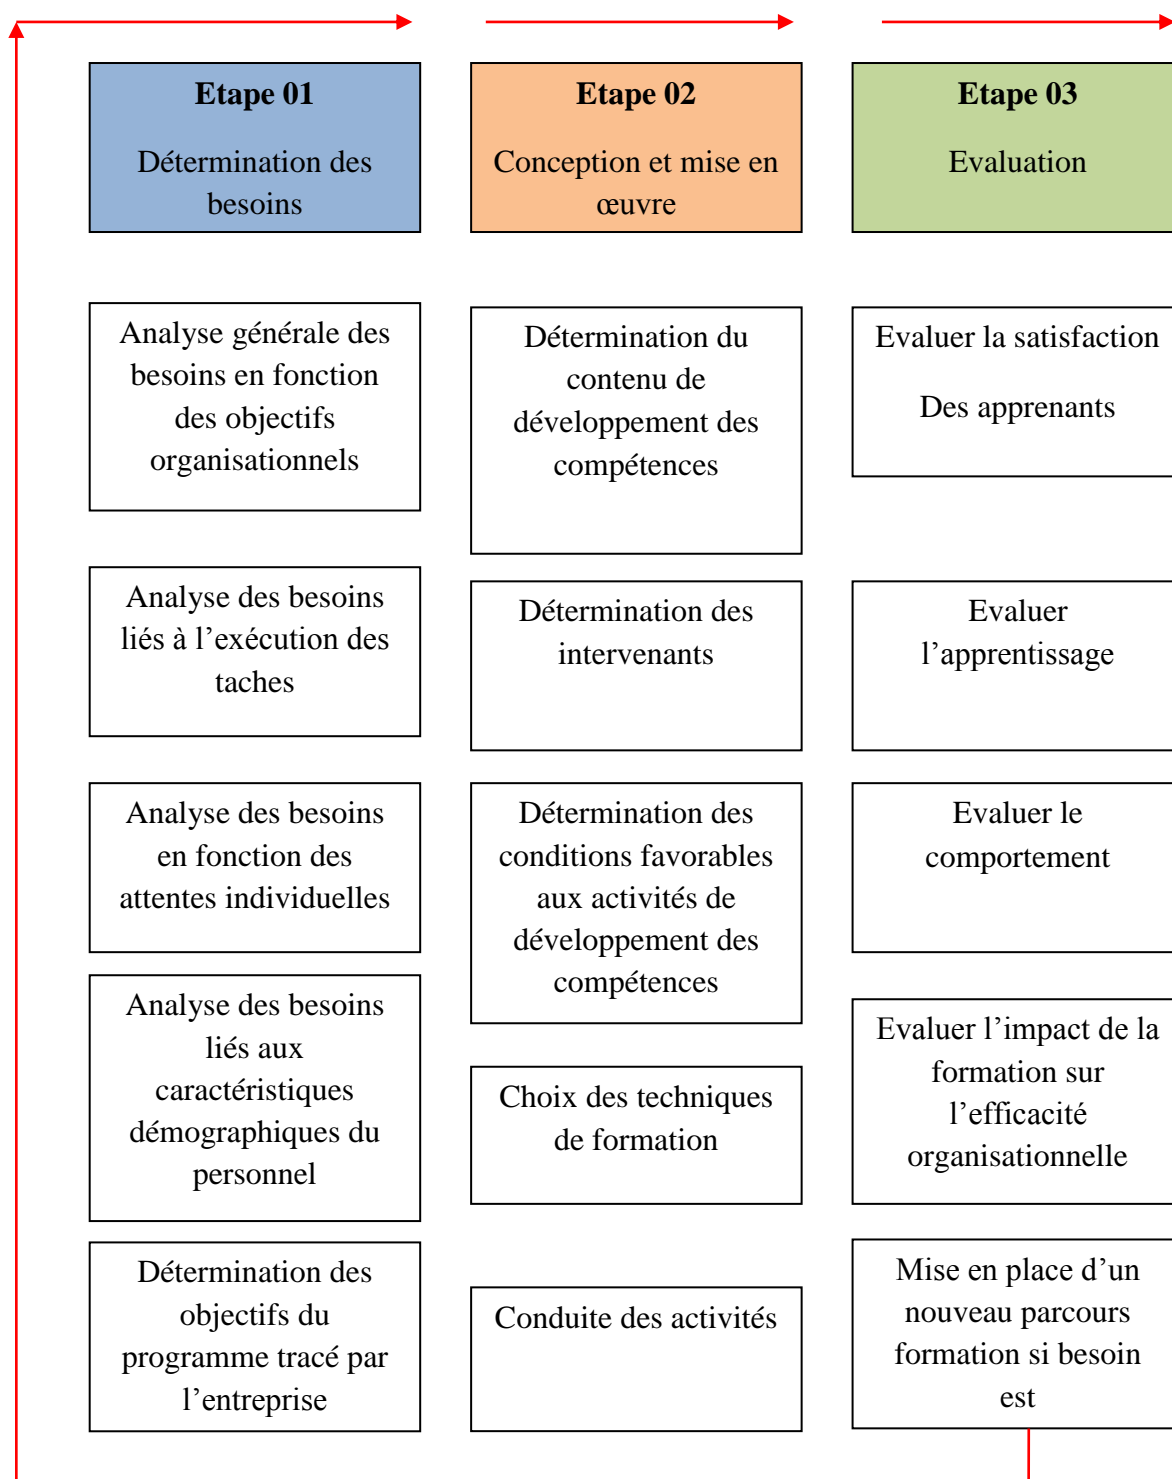 Etape 01
Détermination des
besoins
Analyse générale des
besoins en fonction
des objectifs
organisationnels
Analyse des besoins
liés à l’exécution des
taches
Analyse des besoins
en fonction des
attentes individuelles
Analyse des besoins
liés aux
caractéristiques
démographiques du
personnel
Détermination des
objectifs du
programme tracé par
l’entreprise
Etape 02
Conception et mise en
œuvre
Détermination du
contenu de
développement des
compétences
Détermination des
intervenants
Détermination des
conditions favorables
aux activités de
développement des
compétences
Choix des techniques
de formation
Conduite des activités
Etape 03
Evaluation
Evaluer la satisfaction
Des apprenants
Evaluer
l’apprentissage
Evaluer le
comportement
Evaluer l’impact de la
formation sur
l’efficacité
organisationnelle
Mise en place d’un
nouveau parcours
formation si besoin
est